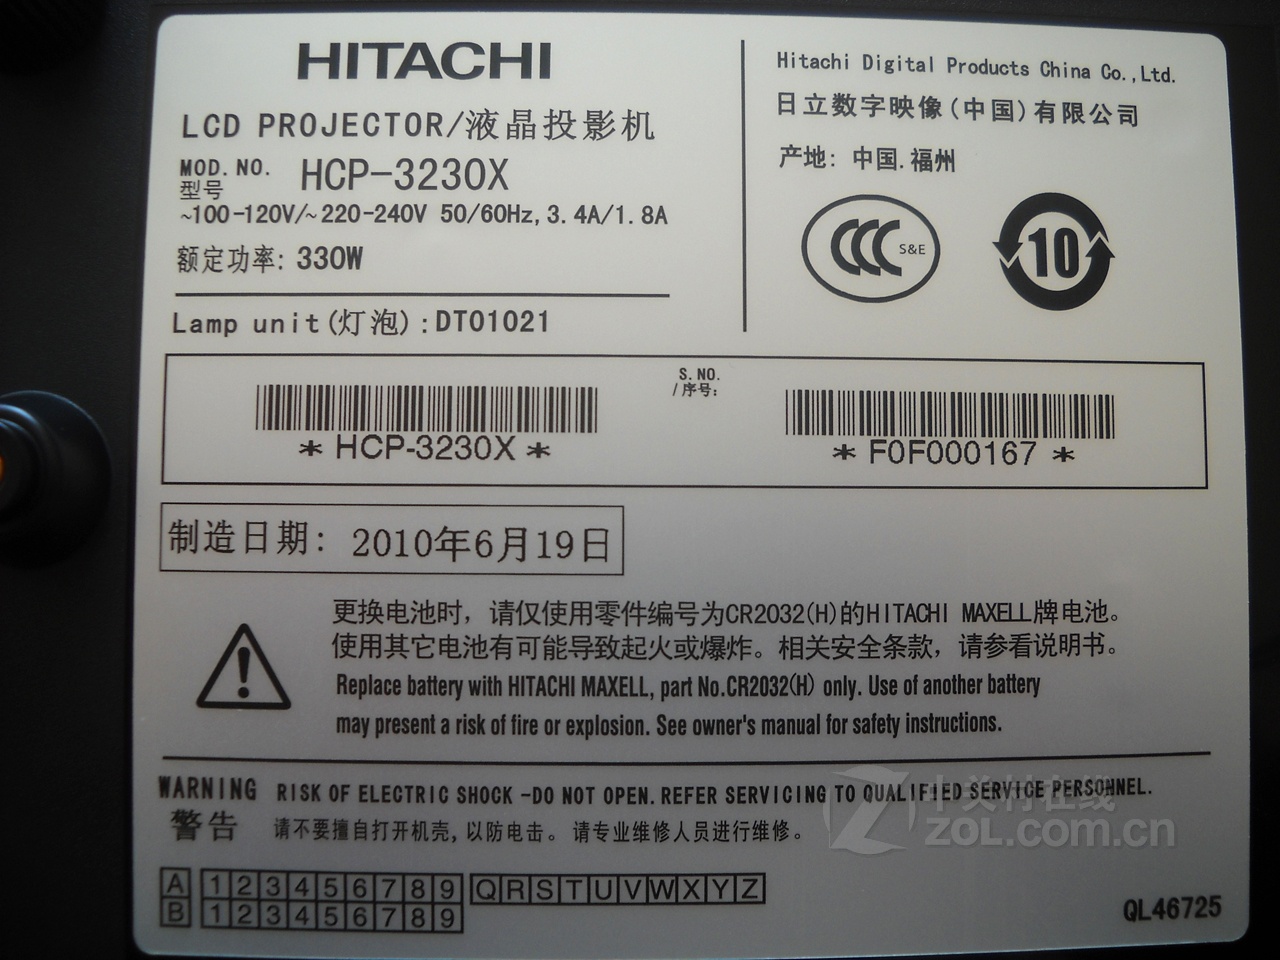 HITACHI
LCD PROJECTOR/液晶投影机
MOD. NO.
型号
HCP-3230X
~100-120V/~220-240V 50/60Hz, 3.4A/1.8A
额定功率: 330W
Lamp unit(灯泡):DT01021
Hitachi Digital Products China Co.,Ltd.
日立数字映像(中国)有限公司
产地: 中国.福州
CCC S&E
10
S. NO.
/序号:
* HCP-3230X *
* F0F000167 *
制造日期: 2010年6月19日
更换电池时，请仅使用零件编号为CR2032(H)的HITACHI MAXELL牌电池。
使用其它电池有可能导致起火或爆炸。相关安全条款，请参看说明书。
Replace battery with HITACHI MAXELL, part No.CR2032(H) only. Use of another battery
may present a risk of fire or explosion. See owner's manual for safety instructions.
WARNING RISK OF ELECTRIC SHOCK -DO NOT OPEN. REFER SERVICING TO QUALIFIED SERVICE PERSONNEL.
警告 请不要擅自打开机壳, 以防电击。请专业维修人员进行维修。
中关村在线
ZOL.com.cn
A 1 2 3 4 5 6 7 8 9 Q R S T U V W X Y Z
B 1 2 3 4 5 6 7 8 9
QL46725